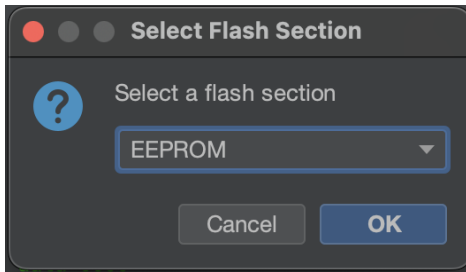 Select Flash Section
Select a flash section
EEPROM
Cancel
OK